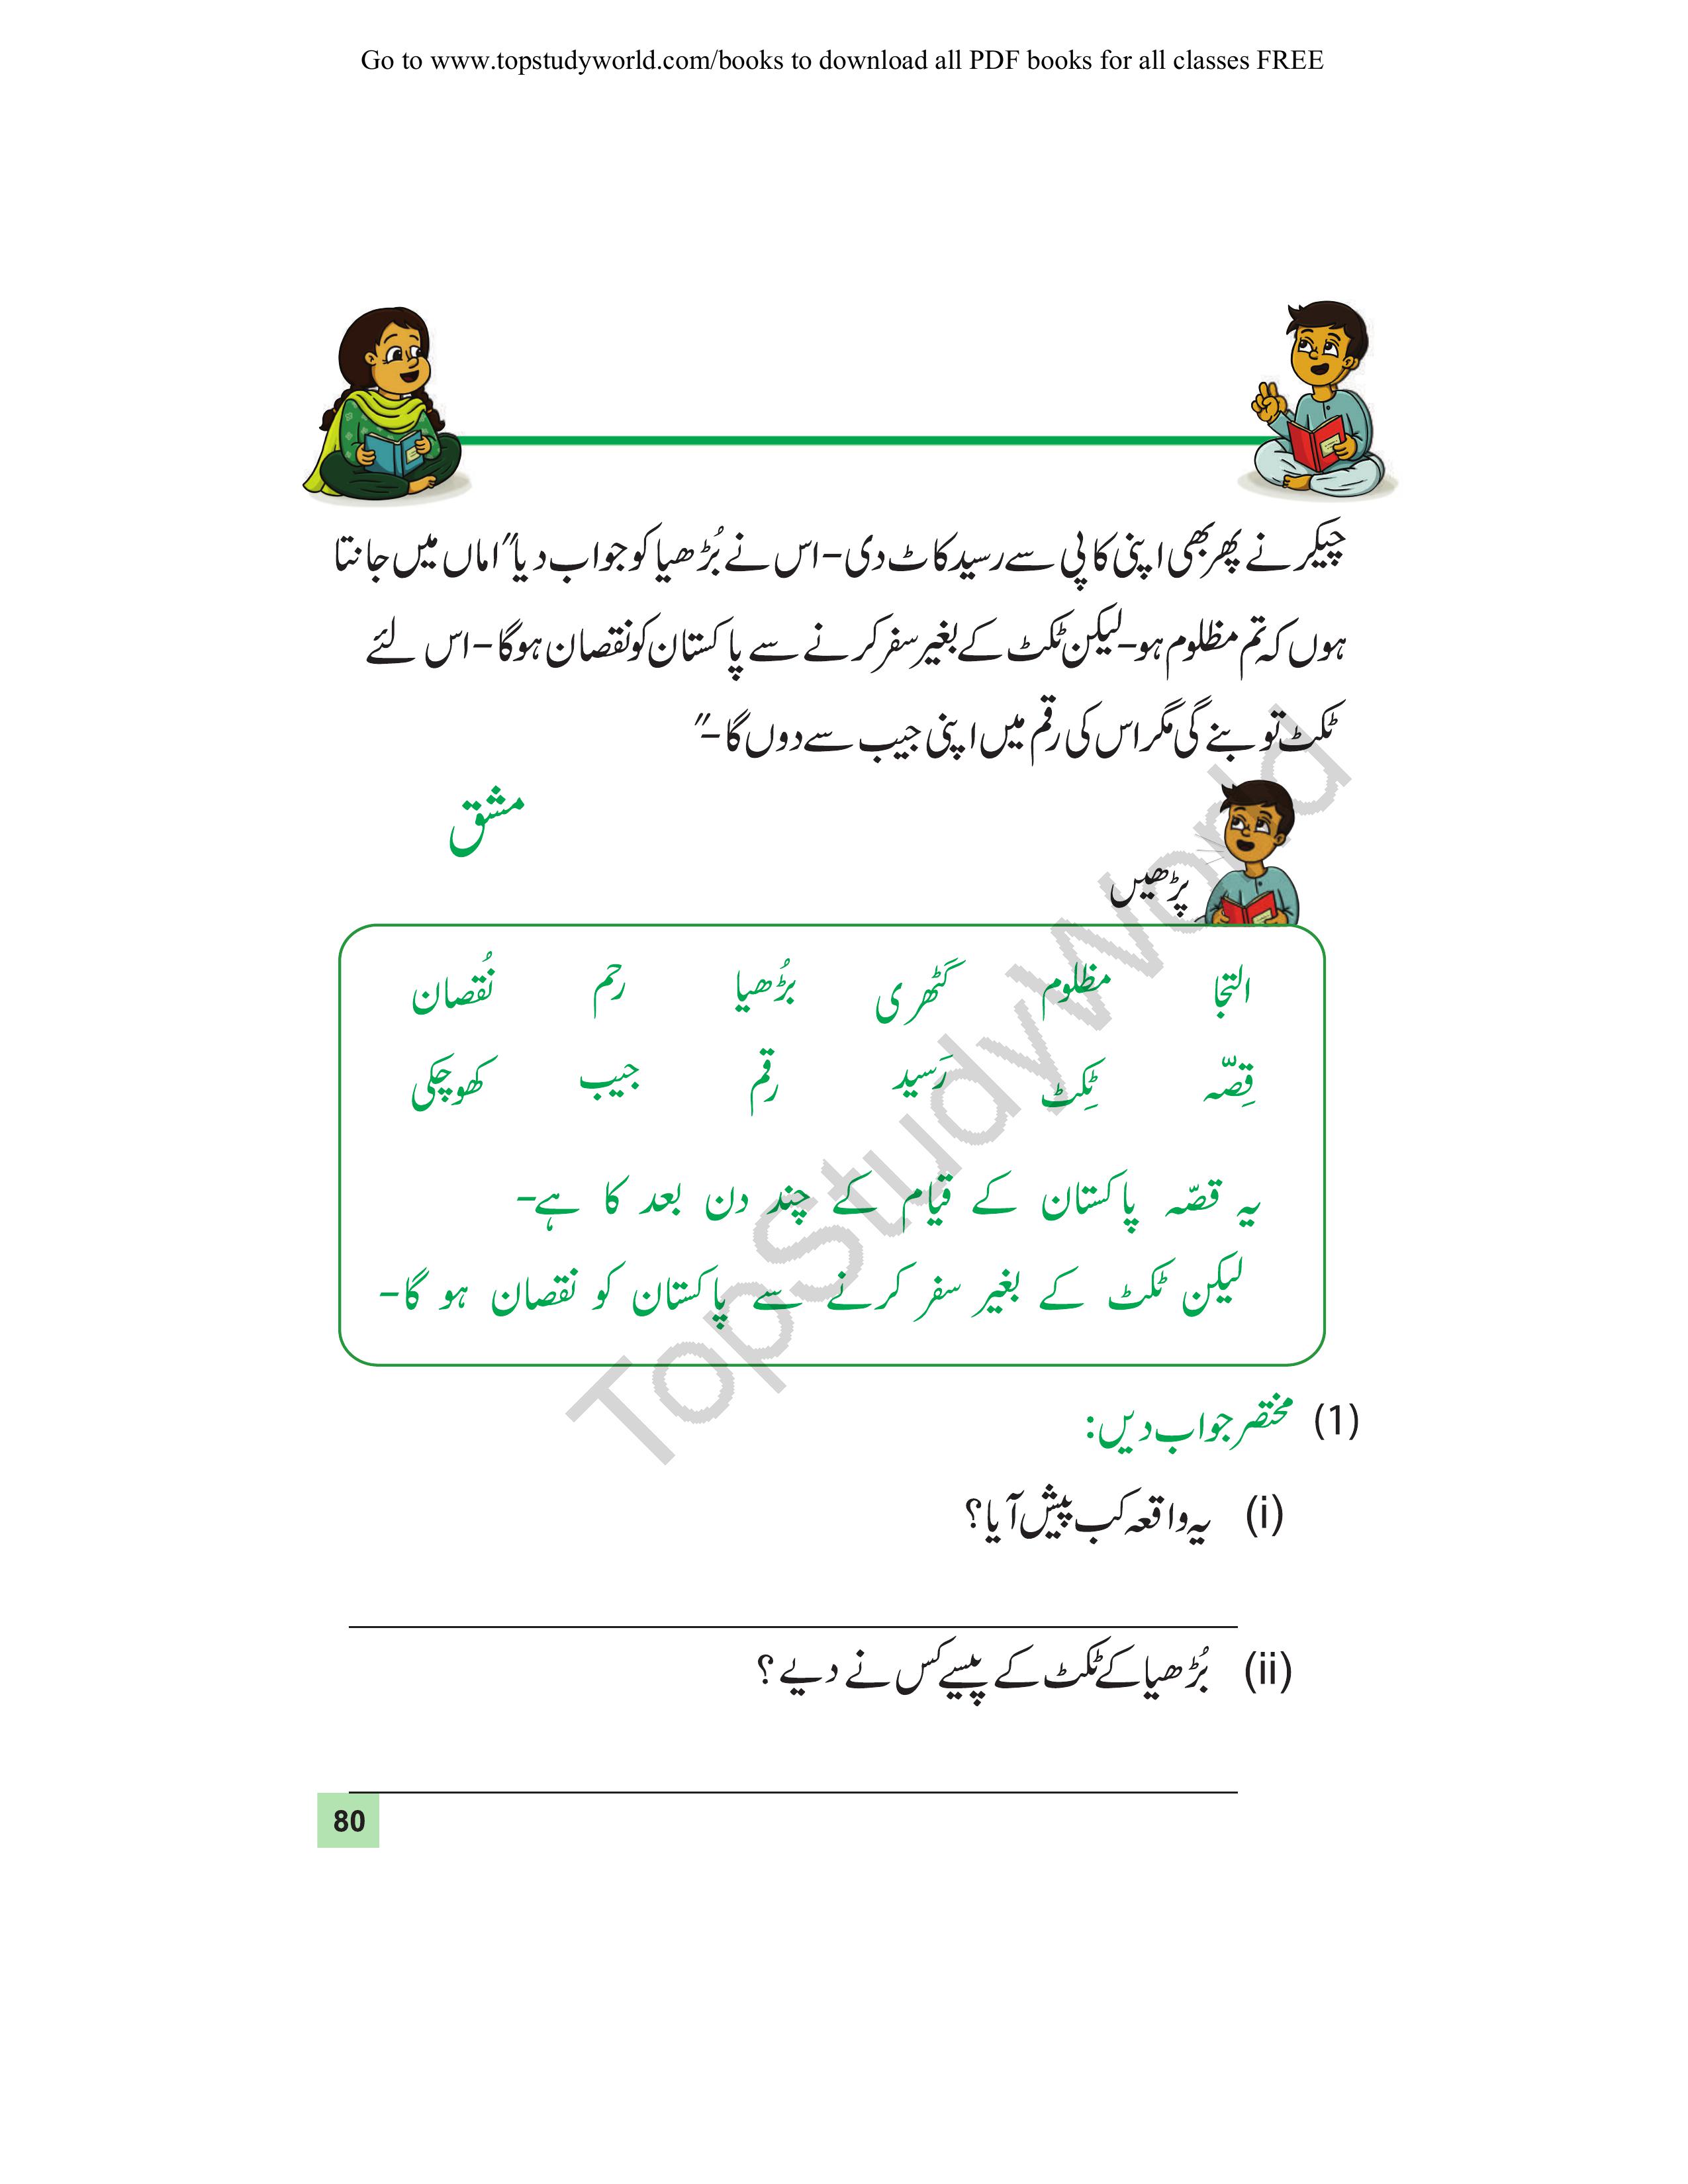 Go to www.topstudyworld.com/books to download all PDF books for all classes FREE
چیکر نے پھر بھی اپنی کاپی سے رسید کاٹ دی۔ اس نے بُڑھیا کو جواب دیا "اماں میں جانتا
ہوں کہ تم مظلوم ہو۔ لیکن ٹکٹ کے بغیر سفر کرنے سے پاکستان کو نقصان ہوگا۔ اس لئے
ٹکٹ تو بنے گی مگر اس کی رقم میں اپنی جیب سے دوں گا۔"
مشق
پڑھیں
التجا مظلوم گَٹھری بڑُھیا رحم نُقصان
قِصّہ ٹِکِٹ رَسید رقم جیب کھوچکی
یہ قصّہ پاکستان کے قیام کے چند دن بعد کا ہے۔
لیکن ٹکٹ کے بغیر سفر کرنے سے پاکستان کو نقصان ہو گا۔
(1) مختصر جواب دیں:
(i) یہ واقعہ کب پیش آیا؟
(ii) بُڑھیا کے ٹکٹ کے پیسے کس نے دیے ؟
80
TopStudyWorld